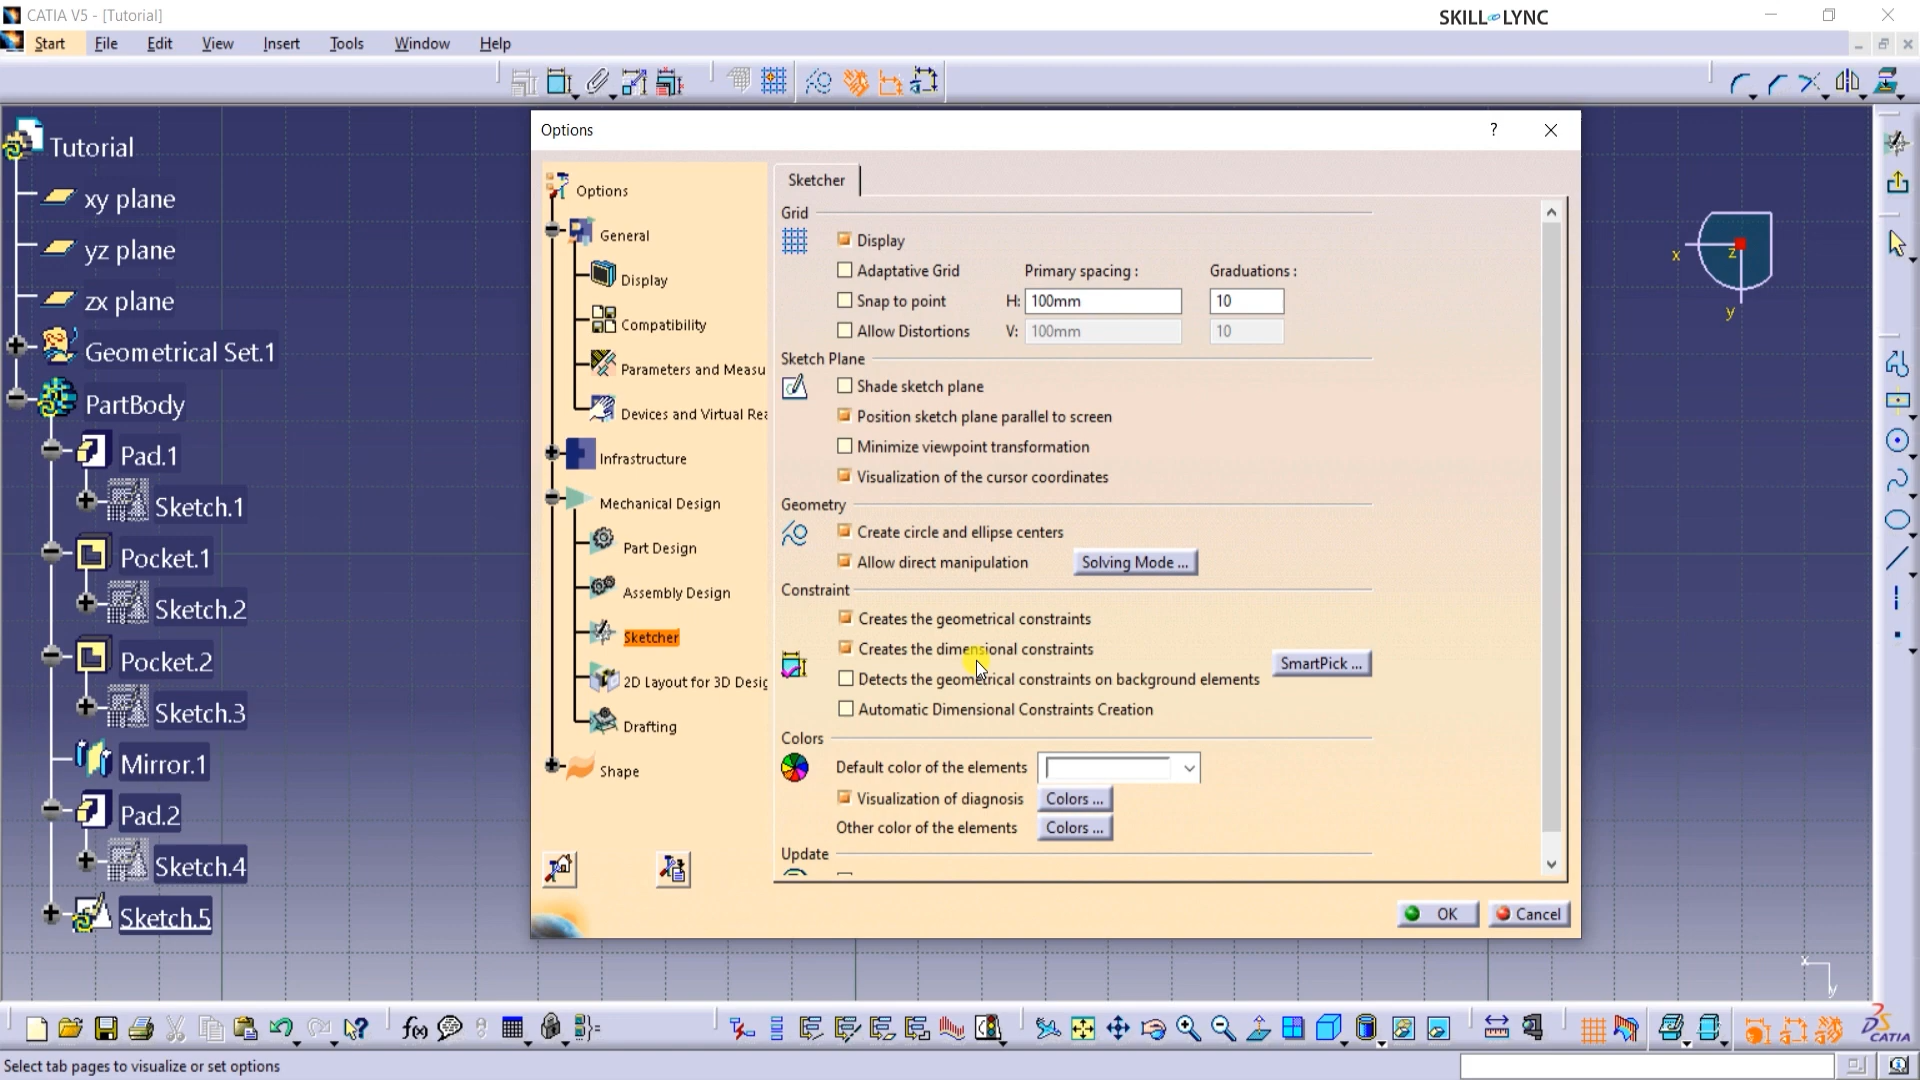 CATIA V5 - [Tutorial]
SKILL LYNC
Start File Edit View Insert Tools Window Help
Tutorial
xy plane
yz plane
zx plane
Geometrical Set.1
PartBody
Pad.1
Sketch.1
Pocket.1
Sketch.2
Pocket.2
Sketch.3
Mirror.1
Pad.2
Sketch.4
Sketch.5
Options
?
Options
General
Display
Compatibility
Parameters and Measu
Devices and Virtual Rea
Infrastructure
Mechanical Design
Part Design
Assembly Design
Sketcher
2D Layout for 3D Desig
Drafting
Shape
Sketcher
Grid
Display
Adaptative Grid Primary spacing : Graduations :
Snap to point H: 100mm 10
Allow Distortions V: 100mm 10
Sketch Plane
Shade sketch plane
Position sketch plane parallel to screen
Minimize viewpoint transformation
Visualization of the cursor coordinates
Geometry
Create circle and ellipse centers
Allow direct manipulation Solving Mode ...
Constraint
Creates the geometrical constraints
Creates the dimensional constraints
SmartPick ...
Detects the geometrical constraints on background elements
Automatic Dimensional Constraints Creation
Colors
Default color of the elements
Visualization of diagnosis Colors ...
Other color of the elements Colors ...
Update
OK Cancel
x z
y
x
y
f(x)
CATIA
Select tab pages to visualize or set options